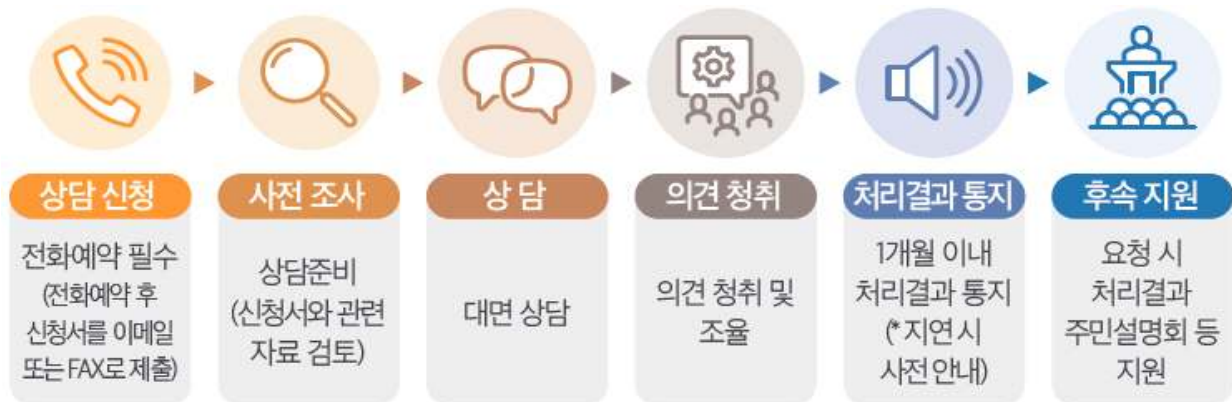 상담 신청
전화예약 필수
(전화예약 후
신청서를 이메일
또는 FAX로 제출)
사전 조사
상담준비
(신청서와 관련
자료 검토)
상 담
대면 상담
의견 청취
의견 청취 및
조율
처리결과 통지
1개월 이내
처리결과 통지
(* 지연 시
사전 안내)
후속 지원
요청 시
처리결과
주민설명회 등
지원